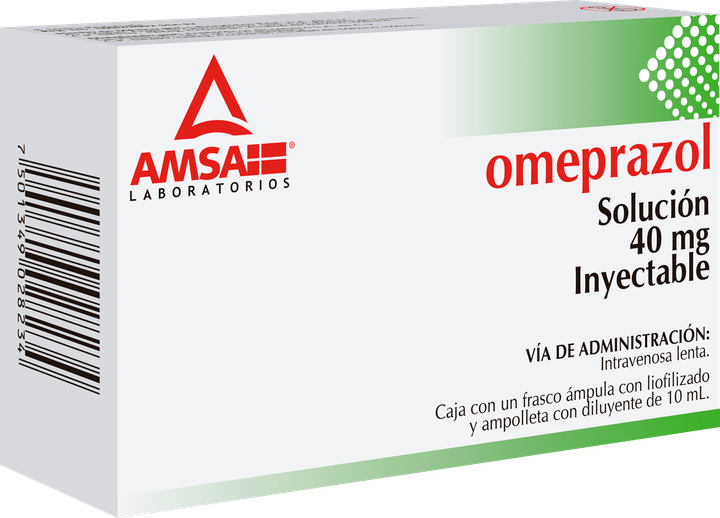 AMSA®
LABORATORIOS
omeprazol
Solución
40 mg
Inyectable
VÍA DE ADMINISTRACIÓN:
Intravenosa lenta.
Caja con un frasco ámpula con liofilizado
y ampolleta con diluyente de 10 mL.
7 501349 028234